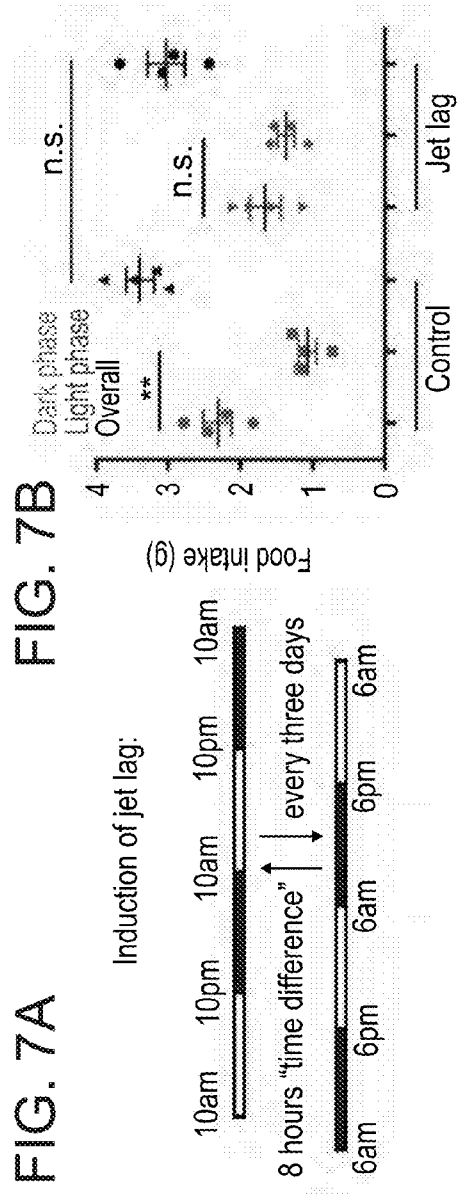 FIG. 7A
Induction of jet lag:
10am 10pm 10am 10pm 10am
8 hours "time difference" every three days
6am 6pm 6am 6pm 6am
FIG. 7B
Dark phase
Light phase
Overall
**
n.s.
n.s.
Food intake (g)
4
3
2
1
0
Control Jet lag